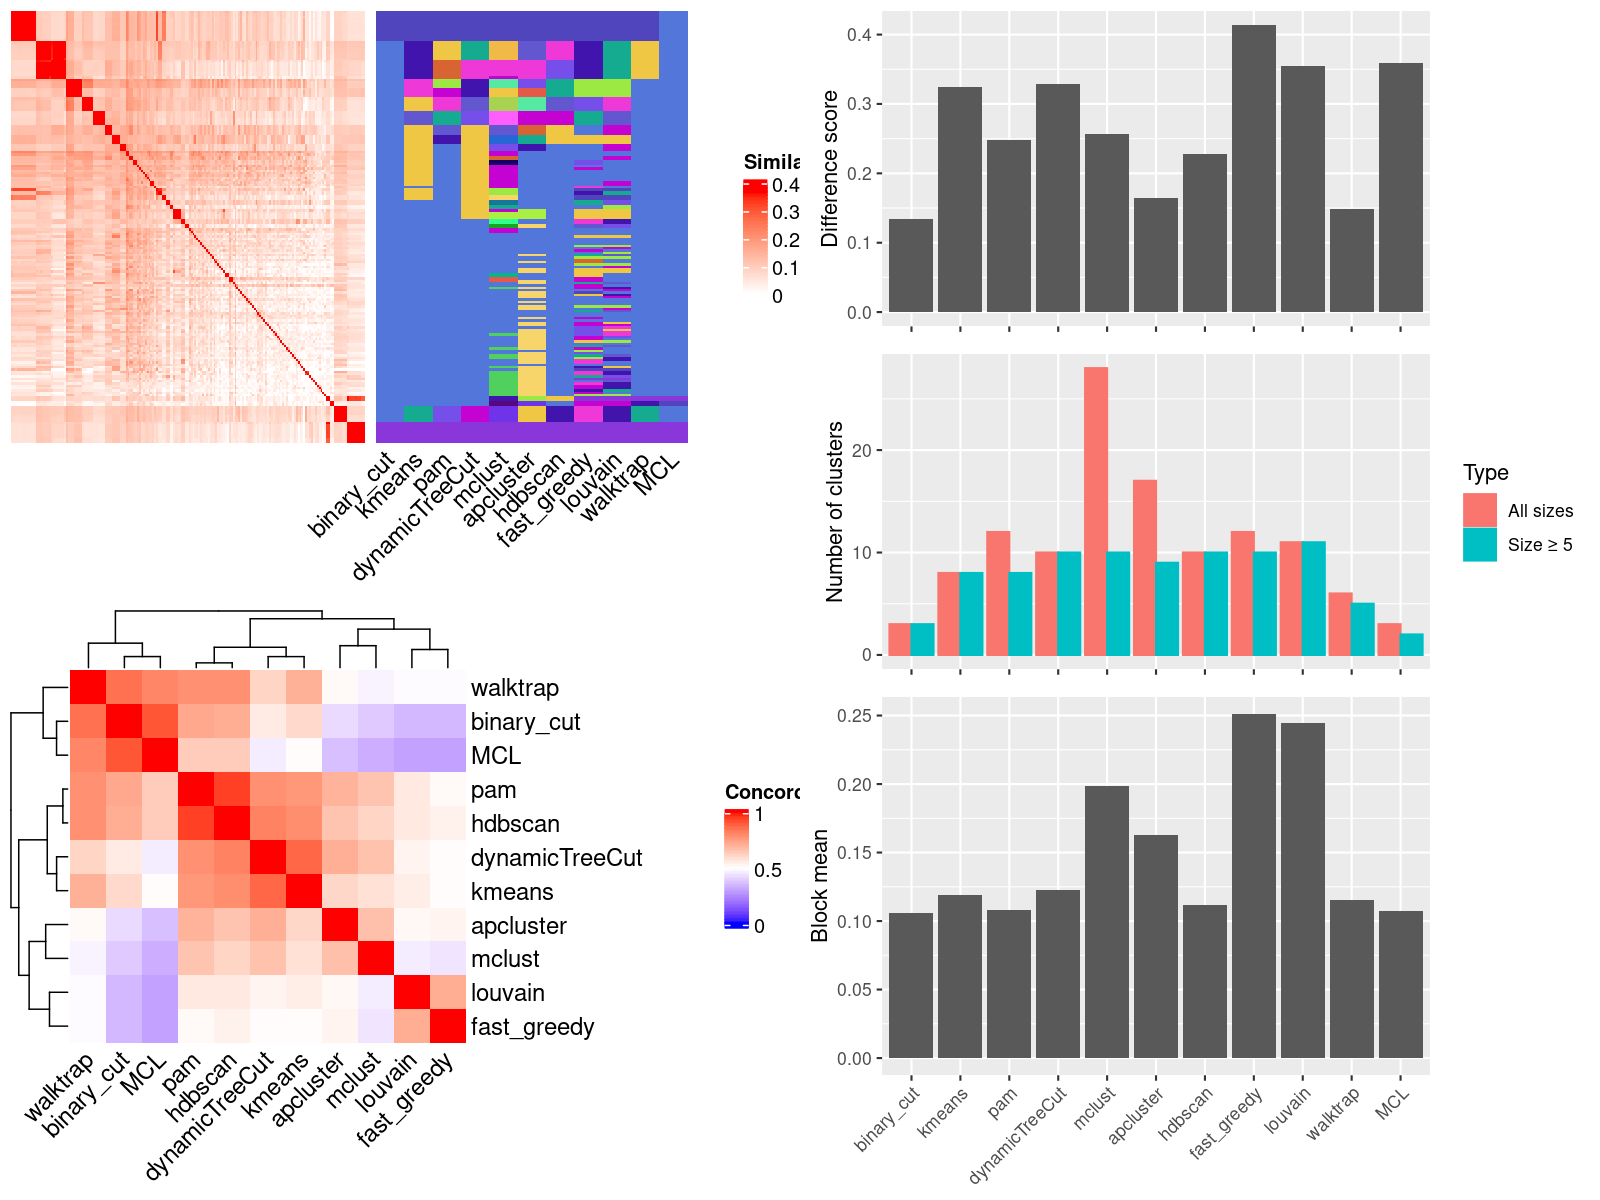 Simila
0.4
0.3
0.2
0.1
0
binary_cut
kmeans
pam
dynamicTreeCut
mclust
apcluster
hdbscan
fast_greedy
louvain
walktrap
MCL
walktrap
binary_cut
MCL
pam
hdbscan
dynamicTreeCut
kmeans
apcluster
mclust
louvain
fast_greedy
walktrap
binary_cut
MCL
pam
hdbscan
dynamicTreeCut
kmeans
apcluster
mclust
louvain
fast_greedy
Concord
1
0.5
0
Difference score
0.4
0.3
0.2
0.1
0.0
Number of clusters
20
10
0
Type
All sizes
Size ≥ 5
Block mean
0.25
0.20
0.15
0.10
0.05
0.00
binary_cut
kmeans
pam
dynamicTreeCut
mclust
apcluster
hdbscan
fast_greedy
louvain
walktrap
MCL